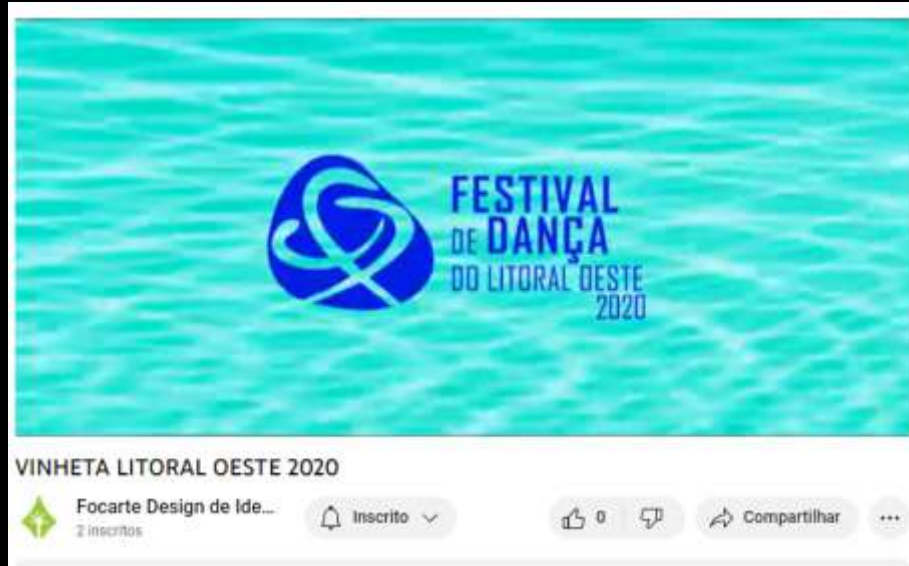 FESTIVAL
DE DANÇA
DO LITORAL OESTE
2020
VINHETA LITORAL OESTE 2020
Focarte Design de Ide...
2 inscritos
Inscrito
0
Compartilhar